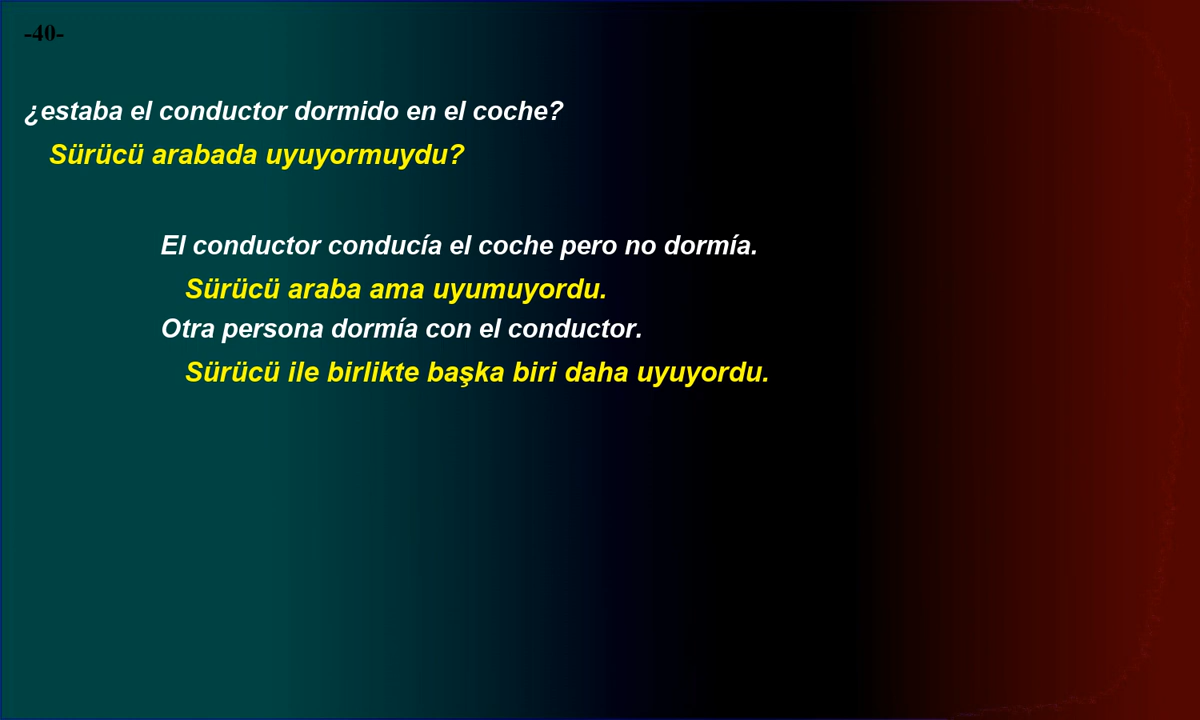 -40-
¿estaba el conductor dormido en el coche?
Sürücü arabada uyuyormuydu?
El conductor conducía el coche pero no dormía.
Sürücü araba ama uyumuyordu.
Otra persona dormía con el conductor.
Sürücü ile birlikte başka biri daha uyuyordu.